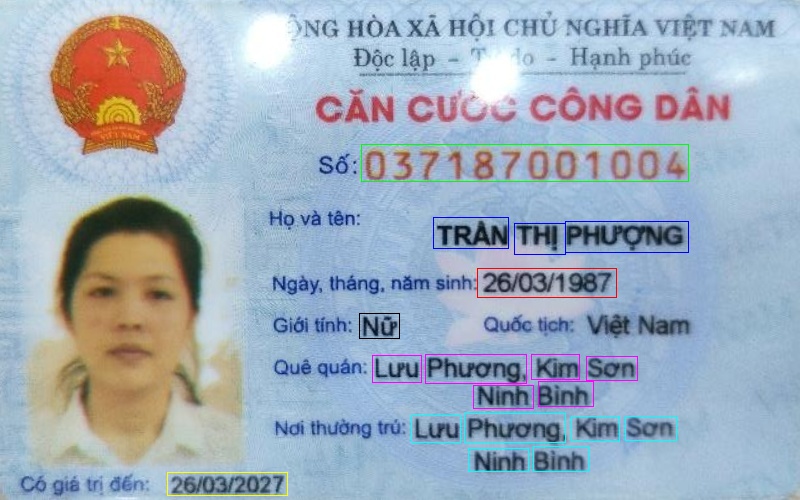 CỘNG HÒA XÃ HỘI CHỦ NGHĨA VIỆT NAM
Độc lập - Tự do - Hạnh phúc
CĂN CƯỚC CÔNG DÂN
Số: 037187001004
Họ và tên: TRẦN THỊ PHƯỢNG
Ngày, tháng, năm sinh: 26/03/1987
Giới tính: Nữ Quốc tịch: Việt Nam
Quê quán: Lưu Phương, Kim Sơn
Ninh Bình
Nơi thường trú: Lưu Phương, Kim Sơn
Ninh Bình
Có giá trị đến: 26/03/2027